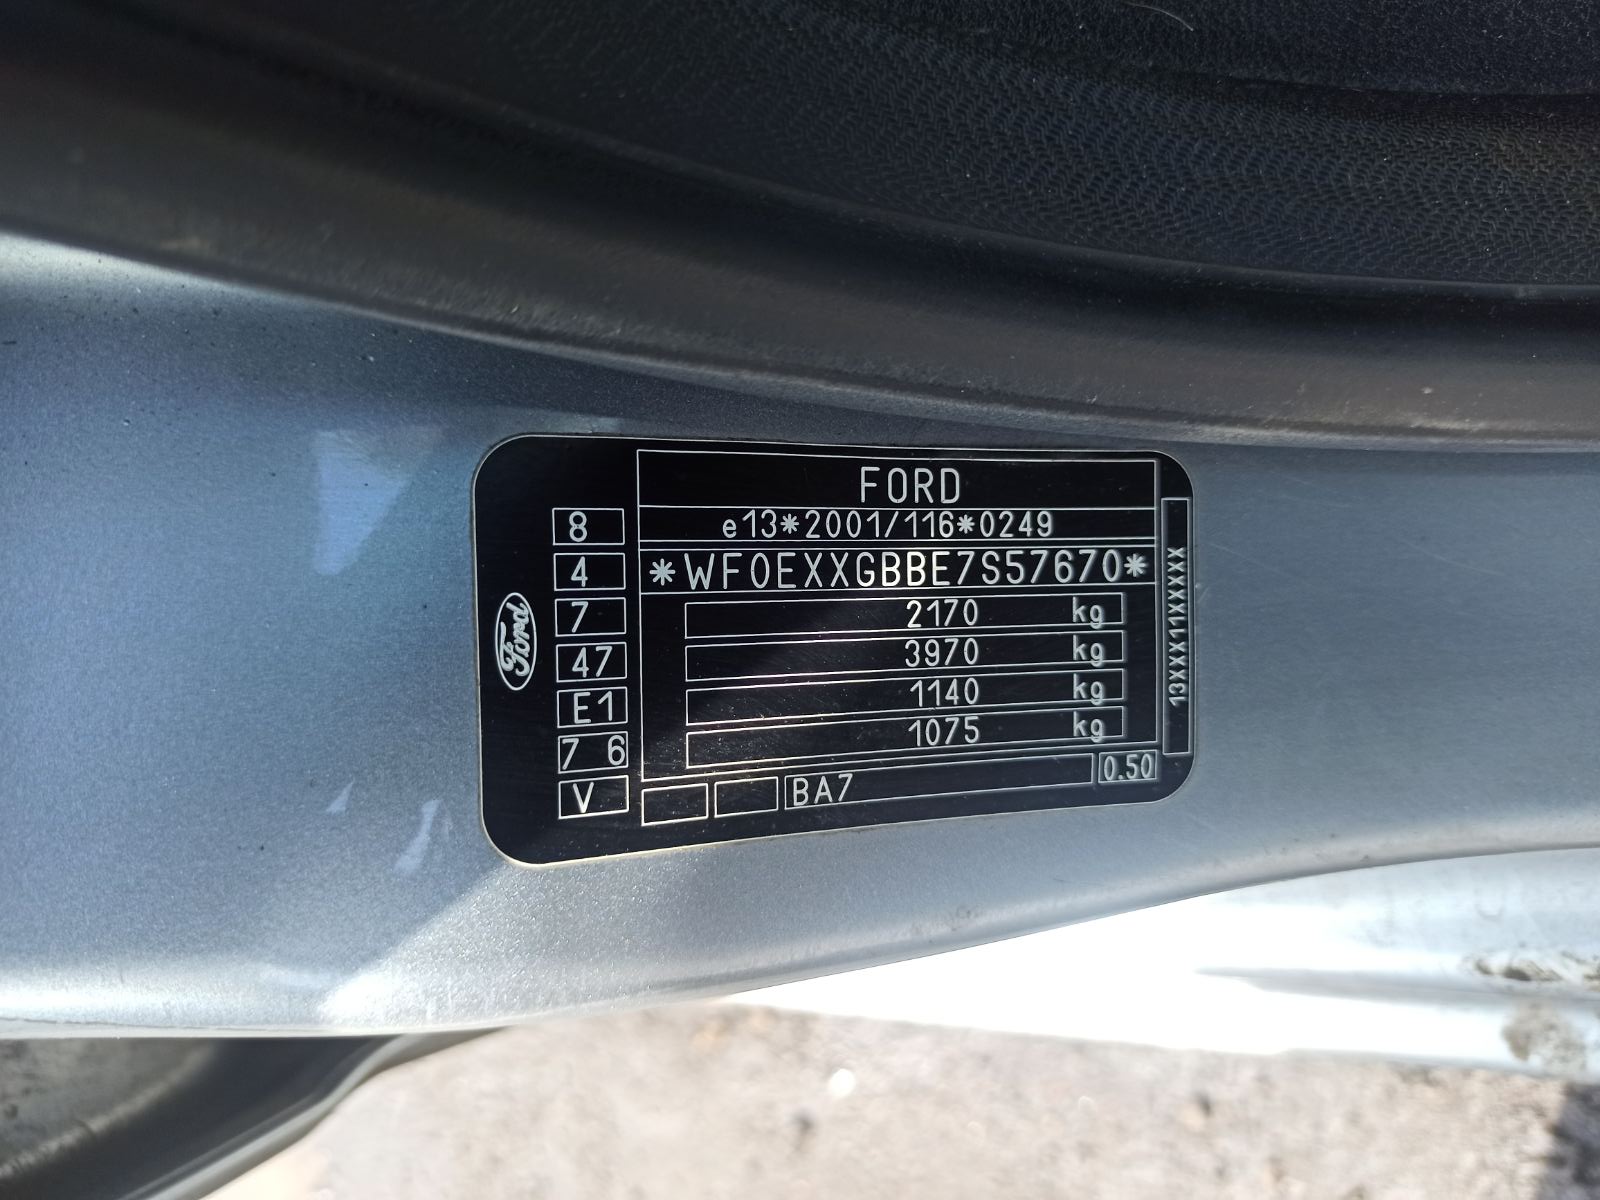 FORD
8 e13*2001/116*0249
4 *WF0EXXGBBE7S57670*
7 2170 kg
47 3970 kg
E1 1140 kg
7 6 1075 kg
V BA7 0.50
Ford
13XXX11XXXXX